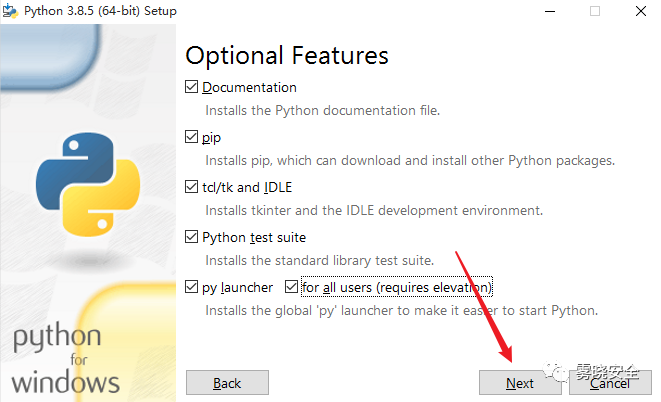 Python 3.8.5 (64-bit) Setup
Optional Features
Documentation
Installs the Python documentation file.
pip
Installs pip, which can download and install other Python packages.
tcl/tk and IDLE
Installs tkinter and the IDLE development environment.
Python test suite
Installs the standard library test suite.
py launcher for all users (requires elevation)
Installs the global 'py' launcher to make it easier to start Python.
python
for
windows
Back Next Cancel
雾晓安全